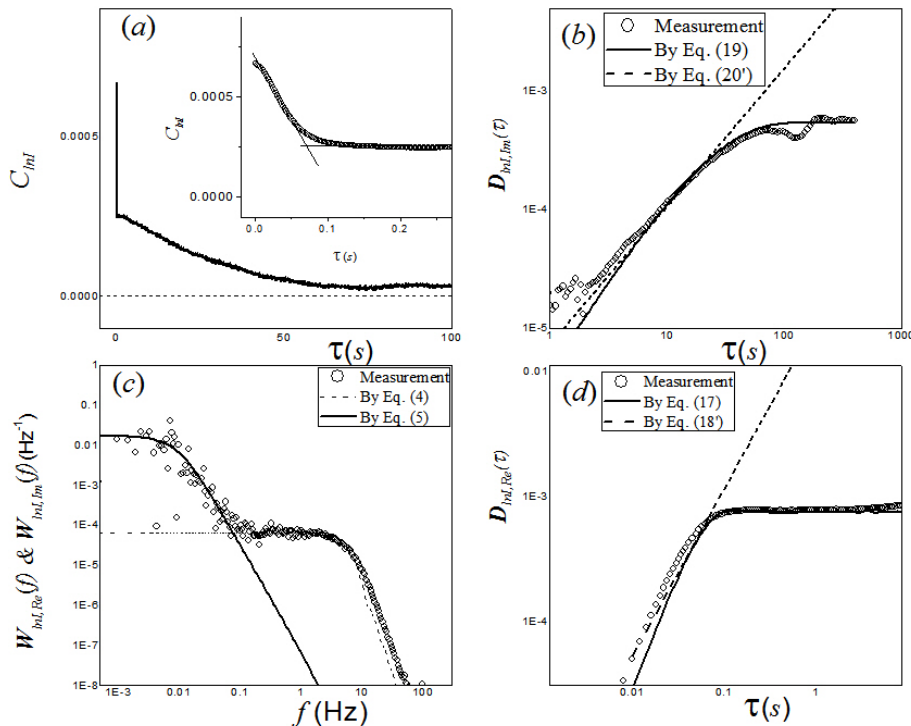 (a)
C_lnI
0.0005
0.0000
0
50
100
τ(s)
C_lnI
0.0005
0.0000
0.0
0.1
0.2
τ(s)
(b)
Measurement
By Eq. (19)
By Eq. (20')
D_lnI,Im(τ)
1E-3
1E-4
1E-5
1
10
100
1000
τ(s)
(c)
Measurement
By Eq. (4)
By Eq. (5)
W_lnI,Re(f) & W_lnI,Im(f) (Hz⁻¹)
1
0.1
0.01
1E-3
1E-4
1E-5
1E-6
1E-7
1E-8
1E-3
0.01
0.1
1
10
100
f (Hz)
(d)
Measurement
By Eq. (17)
By Eq. (18')
D_lnI,Re(τ)
0.01
1E-3
1E-4
0.01
0.1
1
τ(s)